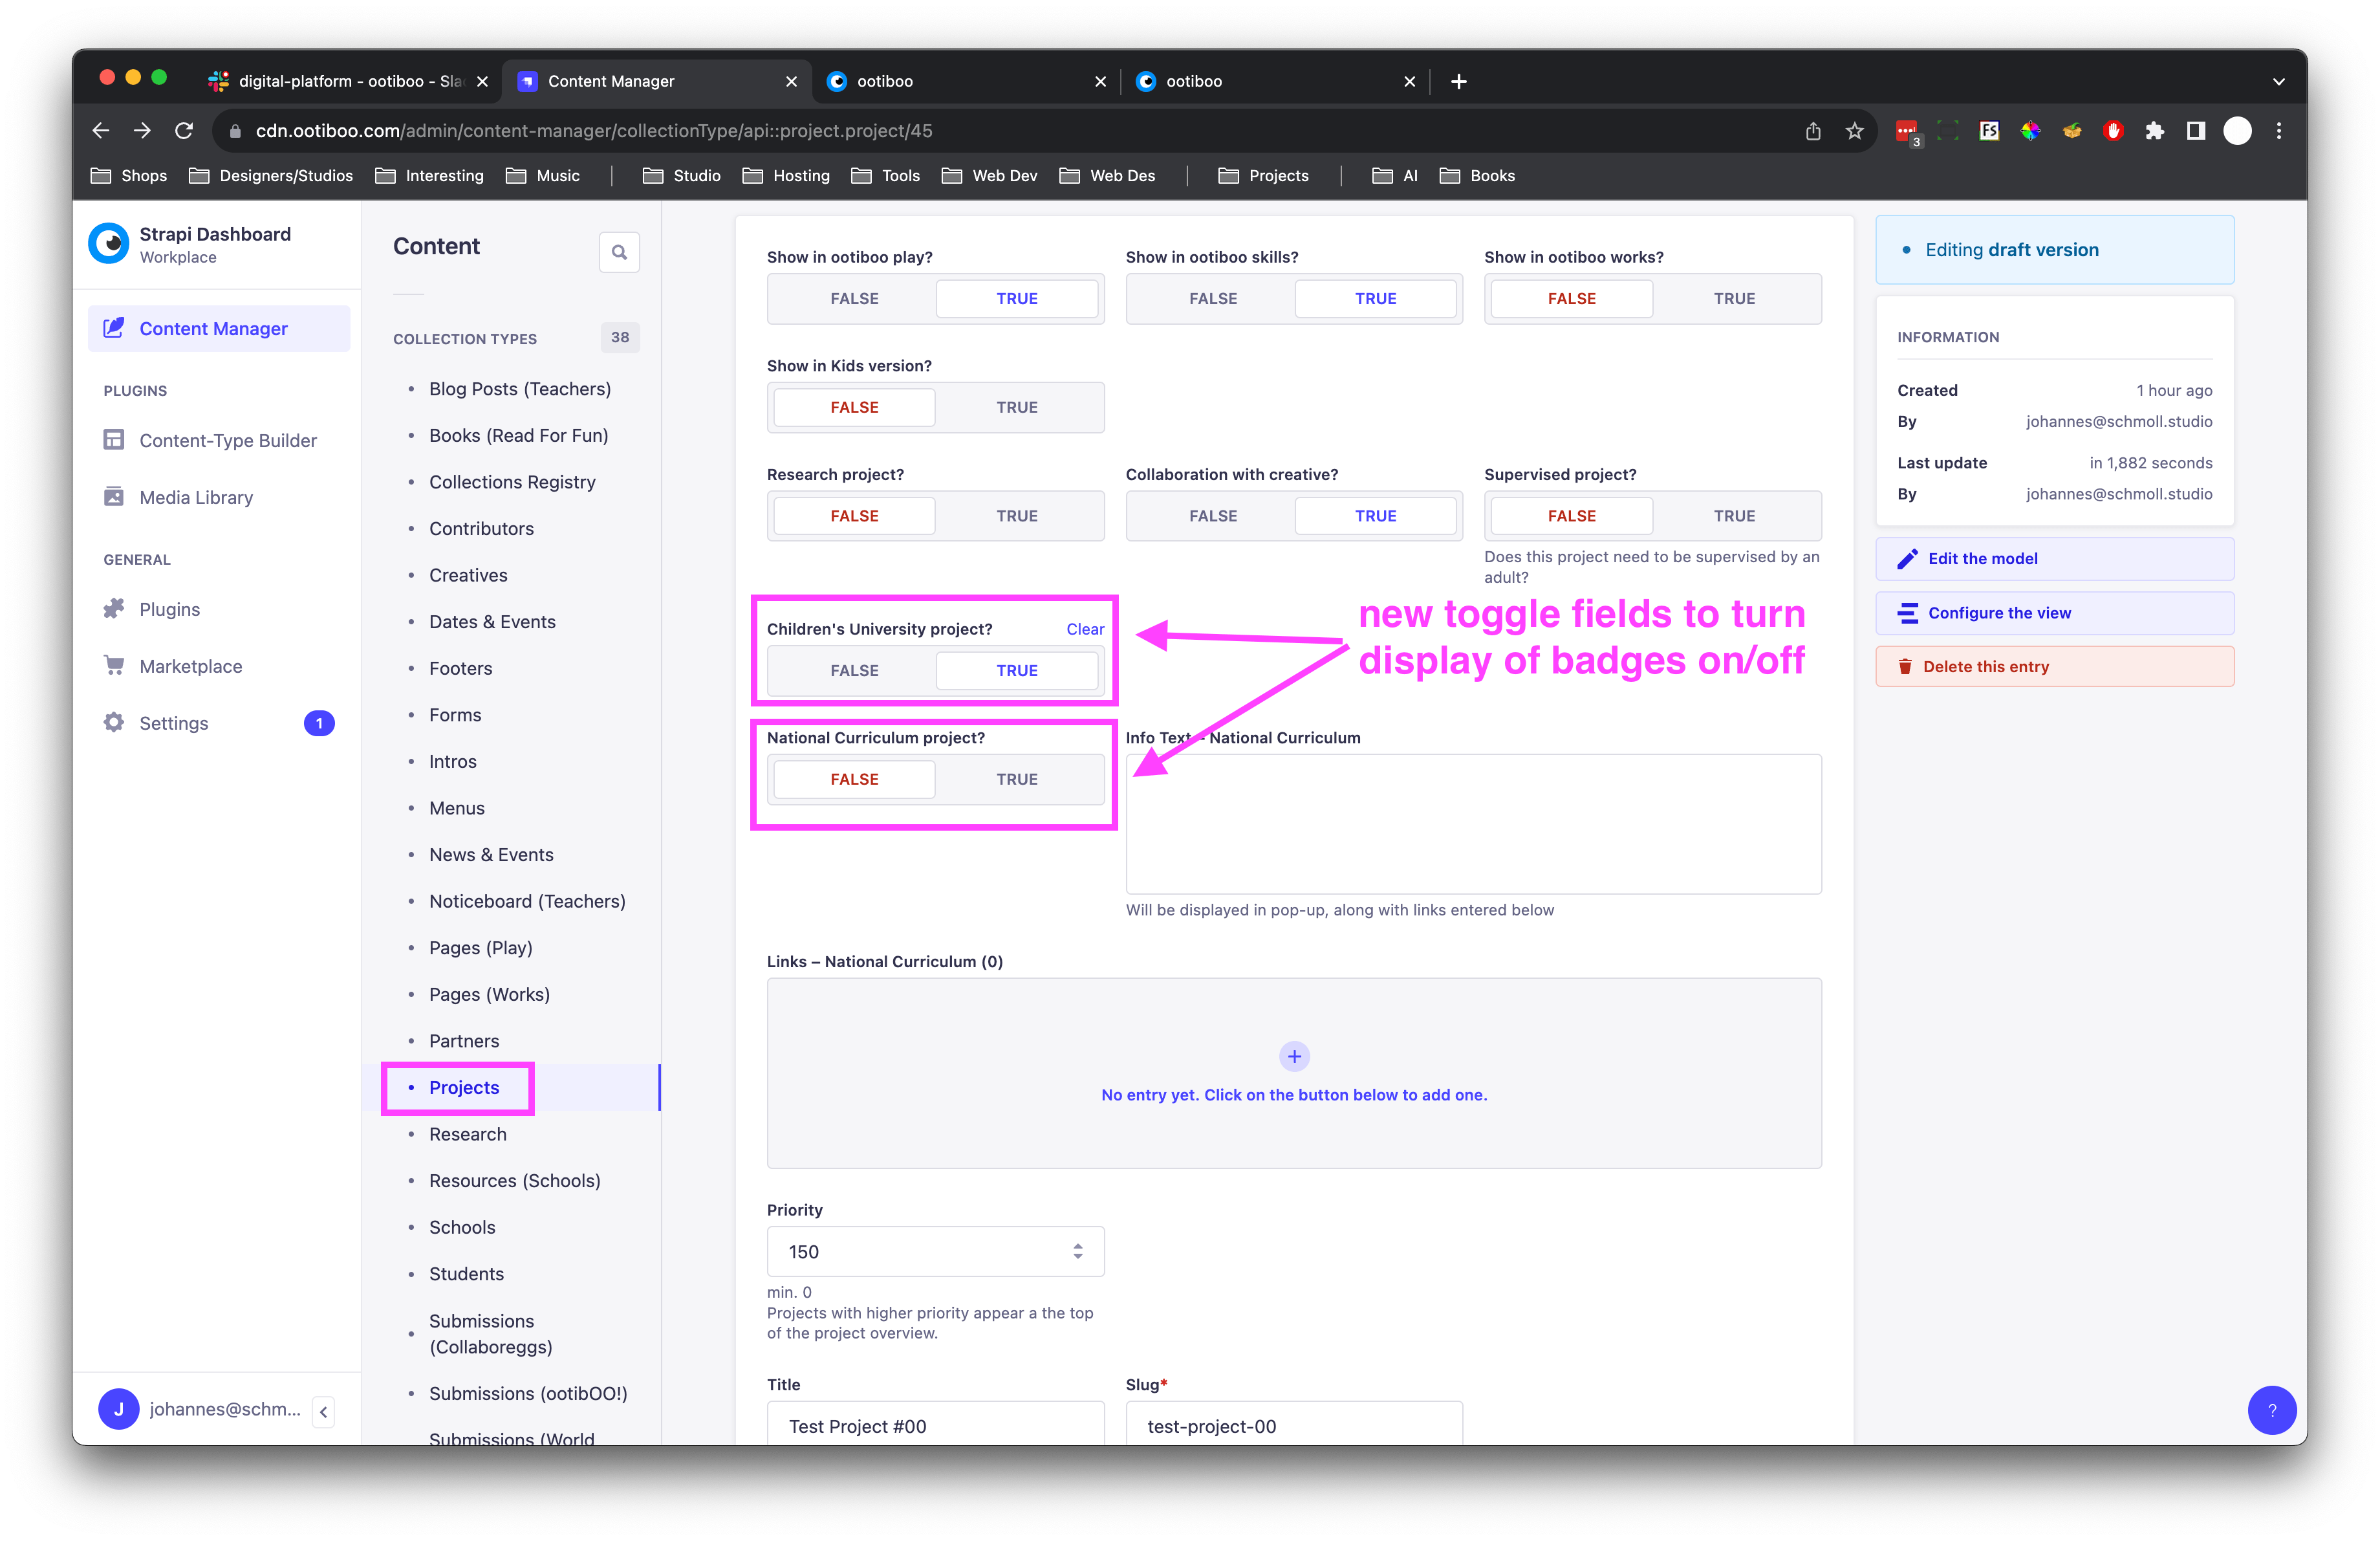 digital-platform - ootiboo - Sla
Content Manager
ootiboo
ootiboo
cdn.ootiboo.com/admin/content-manager/collectionType/api::project.project/45
3
FS
Shops
Designers/Studios
Interesting
Music
Studio
Hosting
Tools
Web Dev
Web Des
Projects
AI
Books
Strapi Dashboard
Workplace
Content Manager
PLUGINS
Content-Type Builder
Media Library
GENERAL
Plugins
Marketplace
Settings
1
J
johannes@schm...
Content
COLLECTION TYPES
38
Blog Posts (Teachers)
Books (Read For Fun)
Collections Registry
Contributors
Creatives
Dates & Events
Footers
Forms
Intros
Menus
News & Events
Noticeboard (Teachers)
Pages (Play)
Pages (Works)
Partners
Projects
Research
Resources (Schools)
Schools
Students
Submissions
(Collaboreggs)
Submissions (ootibOO!)
Submissions (World
Show in ootiboo play?
FALSE TRUE
Show in ootiboo skills?
FALSE TRUE
Show in ootiboo works?
FALSE TRUE
Show in Kids version?
FALSE TRUE
Research project?
FALSE TRUE
Collaboration with creative?
FALSE TRUE
Supervised project?
FALSE TRUE
Does this project need to be supervised by an
adult?
Children's University project?
Clear
FALSE TRUE
new toggle fields to turn
display of badges on/off
National Curriculum project?
FALSE TRUE
Info Text – National Curriculum
Will be displayed in pop-up, along with links entered below
Links – National Curriculum (0)
No entry yet. Click on the button below to add one.
Priority
150
min. 0
Projects with higher priority appear a the top
of the project overview.
Title
Test Project #00
Slug*
test-project-00
Editing draft version
INFORMATION
Created 1 hour ago
By johannes@schmoll.studio
Last update in 1,882 seconds
By johannes@schmoll.studio
Edit the model
Configure the view
Delete this entry
?